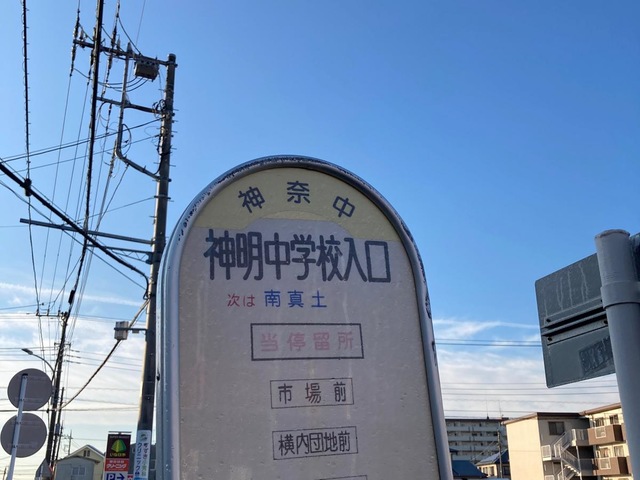 神奈中
神明中学校入口
次は 南真土
当停留所
市場前
横内団地前